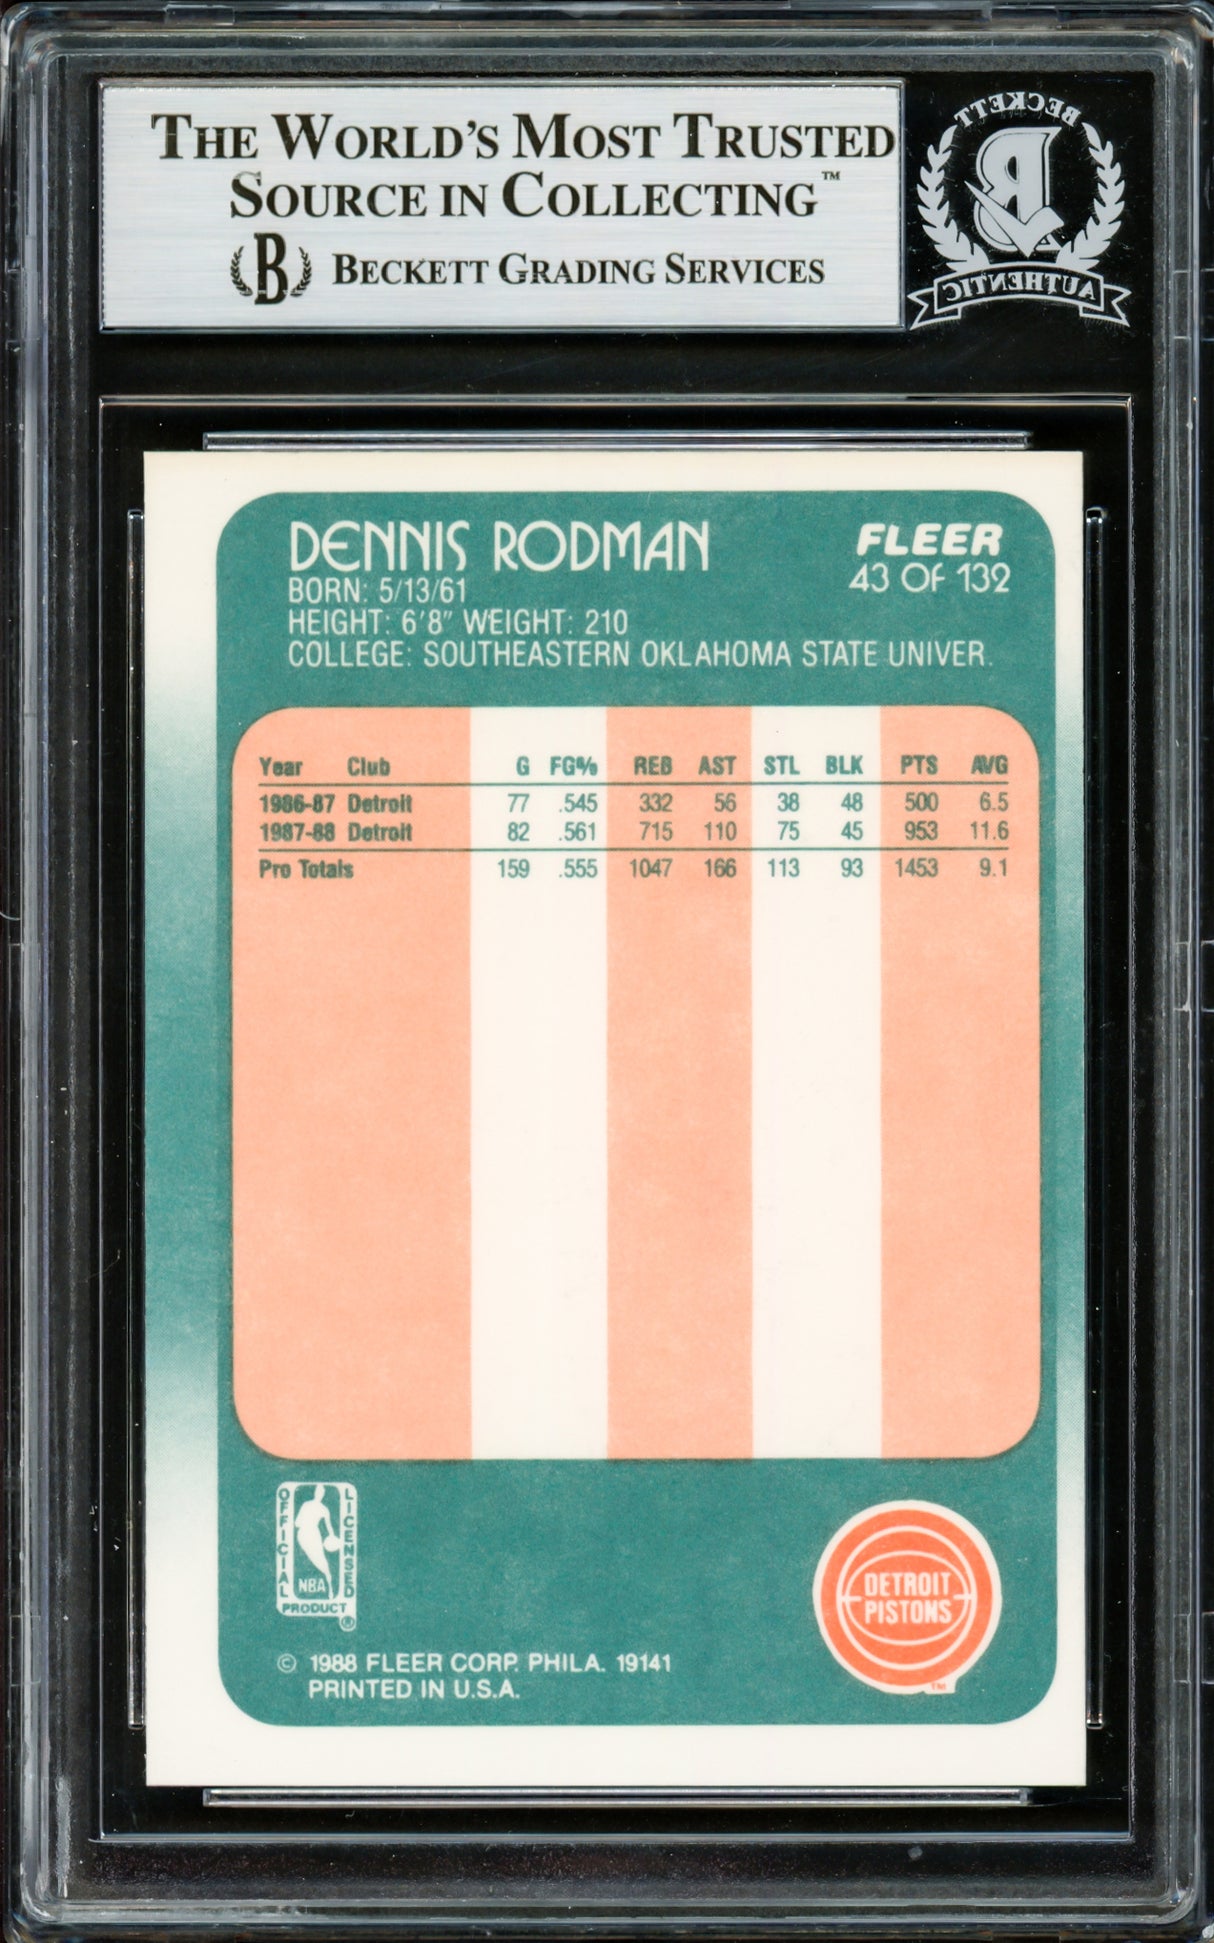 THE WORLD'S MOST TRUSTED
SOURCE IN COLLECTING™
B BECKETT GRADING SERVICES
BECKETT
B
AUTHENTIC
DENNIS RODMAN
FLEER
43 OF 132
BORN: 5/13/61
HEIGHT: 6'8" WEIGHT: 210
COLLEGE: SOUTHEASTERN OKLAHOMA STATE UNIVER.
Year Club G FG% REB AST STL BLK PTS AVG
1986-87 Detroit 77 .545 332 56 38 48 500 6.5
1987-88 Detroit 82 .561 715 110 75 45 953 11.6
Pro Totals 159 .555 1047 166 113 93 1453 9.1
OFFICIAL LICENSED
NBA
PRODUCT
®
DETROIT
PISTONS
TM
© 1988 FLEER CORP. PHILA. 19141
PRINTED IN U.S.A.